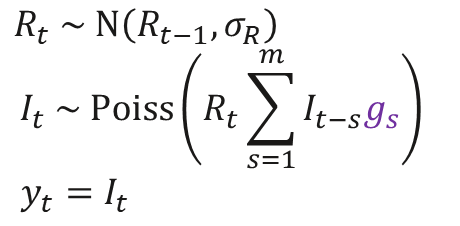 R_t ~ N(R_{t-1}, σ_R)
I_t ~ Poiss(R_t ∑_{s=1}^{m} I_{t-s} g_s)
y_t = I_t